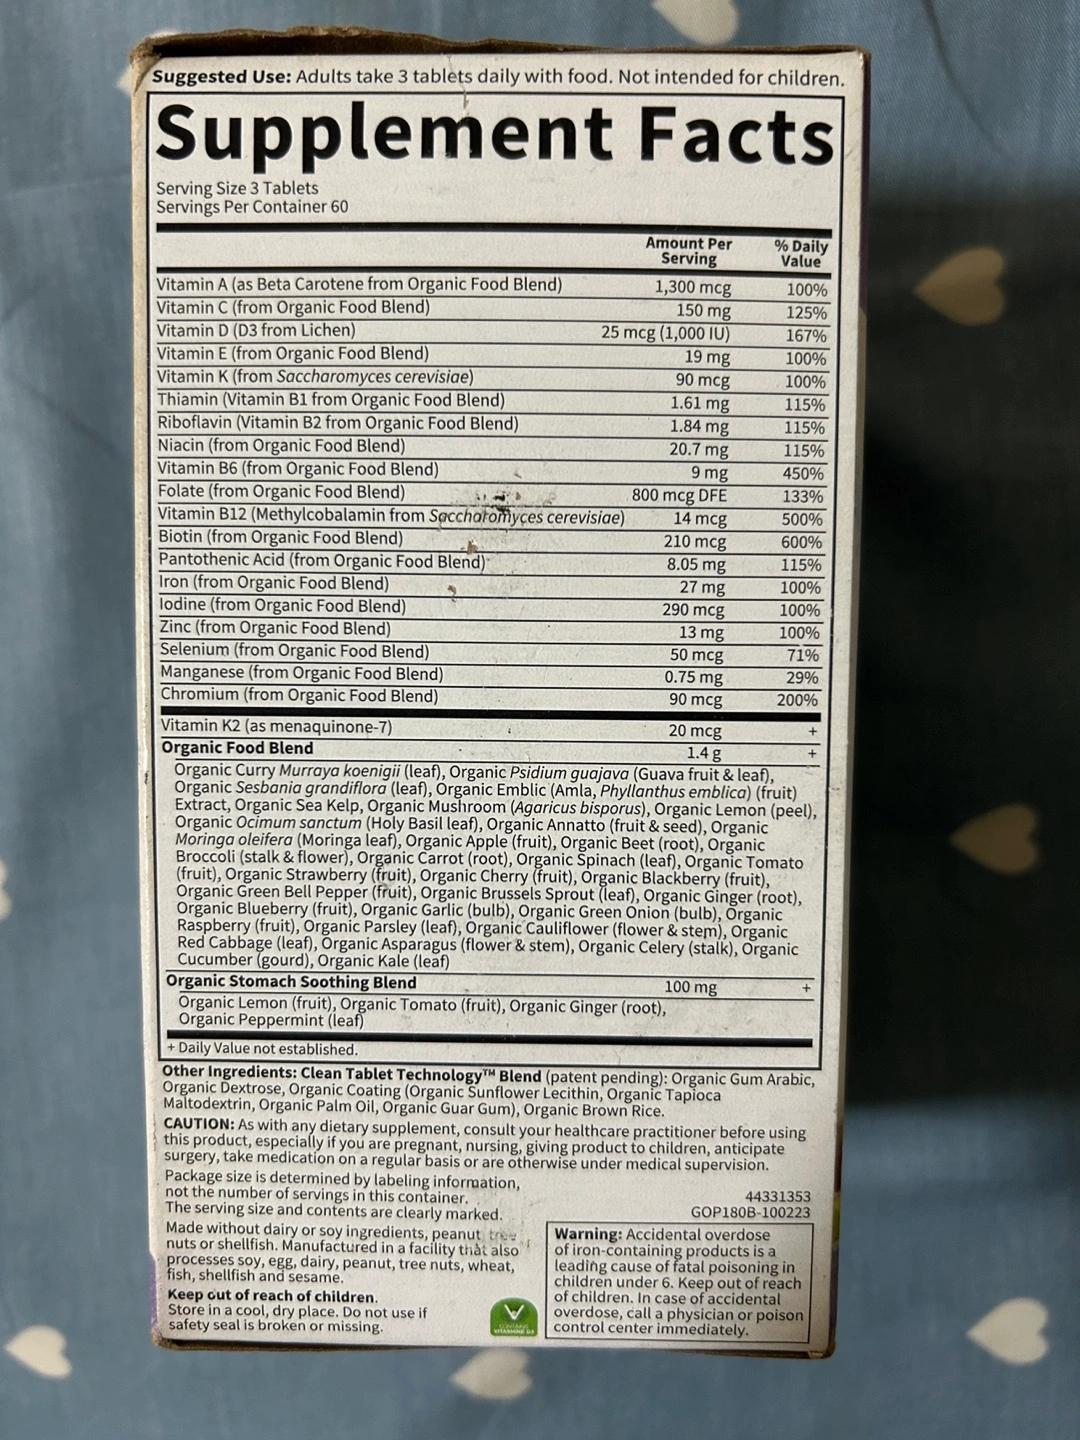 Suggested Use: Adults take 3 tablets daily with food. Not intended for children.
Supplement Facts
Serving Size 3 Tablets
Servings Per Container 60
Amount Per Serving % Daily Value
Vitamin A (as Beta Carotene from Organic Food Blend) 1,300 mcg 100%
Vitamin C (from Organic Food Blend) 150 mg 125%
Vitamin D (D3 from Lichen) 25 mcg (1,000 IU) 167%
Vitamin E (from Organic Food Blend) 19 mg 100%
Vitamin K (from Saccharomyces cerevisiae) 90 mcg 100%
Thiamin (Vitamin B1 from Organic Food Blend) 1.61 mg 115%
Riboflavin (Vitamin B2 from Organic Food Blend) 1.84 mg 115%
Niacin (from Organic Food Blend) 20.7 mg 115%
Vitamin B6 (from Organic Food Blend) 9 mg 450%
Folate (from Organic Food Blend) 800 mcg DFE 133%
Vitamin B12 (Methylcobalamin from Saccharomyces cerevisiae) 14 mcg 500%
Biotin (from Organic Food Blend) 210 mcg 600%
Pantothenic Acid (from Organic Food Blend) 8.05 mg 115%
Iron (from Organic Food Blend) 27 mg 100%
Iodine (from Organic Food Blend) 290 mcg 100%
Zinc (from Organic Food Blend) 13 mg 100%
Selenium (from Organic Food Blend) 50 mcg 71%
Manganese (from Organic Food Blend) 0.75 mg 29%
Chromium (from Organic Food Blend) 90 mcg 200%
Vitamin K2 (as menaquinone-7) 20 mcg +
Organic Food Blend 1.4 g +
Organic Curry Murraya koenigii (leaf), Organic Psidium guajava (Guava fruit & leaf),
Organic Sesbania grandiflora (leaf), Organic Emblic (Amla, Phyllanthus emblica) (fruit)
Extract, Organic Sea Kelp, Organic Mushroom (Agaricus bisporus), Organic Lemon (peel),
Organic Ocimum sanctum (Holy Basil leaf), Organic Annatto (fruit & seed), Organic
Moringa oleifera (Moringa leaf), Organic Apple (fruit), Organic Beet (root), Organic
Broccoli (stalk & flower), Organic Carrot (root), Organic Spinach (leaf), Organic Tomato
(fruit), Organic Strawberry (fruit), Organic Cherry (fruit), Organic Blackberry (fruit),
Organic Green Bell Pepper (fruit), Organic Brussels Sprout (leaf), Organic Ginger (root),
Organic Blueberry (fruit), Organic Garlic (bulb), Organic Green Onion (bulb), Organic
Raspberry (fruit), Organic Parsley (leaf), Organic Cauliflower (flower & stem), Organic
Red Cabbage (leaf), Organic Asparagus (flower & stem), Organic Celery (stalk), Organic
Cucumber (gourd), Organic Kale (leaf)
Organic Stomach Soothing Blend 100 mg +
Organic Lemon (fruit), Organic Tomato (fruit), Organic Ginger (root),
Organic Peppermint (leaf)
+ Daily Value not established.
Other Ingredients: Clean Tablet Technology™ Blend (patent pending): Organic Gum Arabic,
Organic Dextrose, Organic Coating (Organic Sunflower Lecithin, Organic Tapioca
Maltodextrin, Organic Palm Oil, Organic Guar Gum), Organic Brown Rice.
CAUTION: As with any dietary supplement, consult your healthcare practitioner before using
this product, especially if you are pregnant, nursing, giving product to children, anticipate
surgery, take medication on a regular basis or are otherwise under medical supervision.
Package size is determined by labeling information,
not the number of servings in this container.
The serving size and contents are clearly marked.
44331353
GOP180B-100223
Made without dairy or soy ingredients, peanut tree
nuts or shellfish. Manufactured in a facility that also
processes soy, egg, dairy, peanut, tree nuts, wheat,
fish, shellfish and sesame.
Keep out of reach of children.
Store in a cool, dry place. Do not use if
safety seal is broken or missing.
CONTAINS
VITASHINE D3
Warning: Accidental overdose
of iron-containing products is a
leading cause of fatal poisoning in
children under 6. Keep out of reach
of children. In case of accidental
overdose, call a physician or poison
control center immediately.